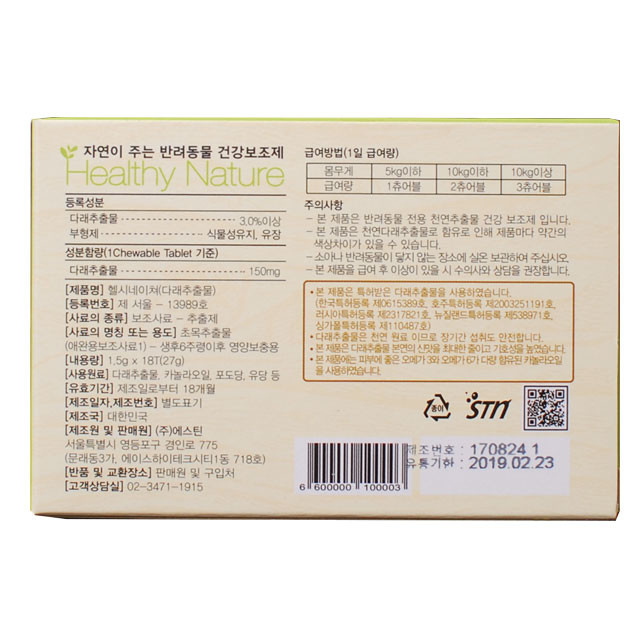 자연이 주는 반려동물 건강보조제
Healthy Nature
등록성분
다래추출물 3.0%이상
부형제 식물성유지, 유장
성분함량(1Chewable Tablet 기준)
다래추출물 150mg
[제품명] 헬시네이쳐(다래추출물)
[등록번호] 제 서울 - 13989호
[사료의 종류] 보조사료 - 추출제
[사료의 명칭 또는 용도] 초목추출물
(애완용보조사료1) - 생후6주령이후 영양보충용
[내용량] 1.5g x 18T(27g)
[사용원료] 다래추출물, 카놀라오일, 포도당, 유당 등
[유효기간] 제조일로부터 18개월
[제조일자,제조번호] 별도표기
[제조국] 대한민국
[제조원 및 판매원] (주)에스틴
서울특별시 영등포구 경인로 775
(문래동3가, 에이스하이테크시티1동 718호)
[반품 및 교환장소] 판매원 및 구입처
[고객상담실] 02-3471-1915
급여방법(1일 급여량)
몸무게 5kg이하 10kg이하 10kg이상
급여량 1츄어블 2츄어블 3츄어블
주의사항
- 본 제품은 반려동물 전용 천연추출물 건강 보조제 입니다.
- 본 제품은 천연다래추출물로 함유로 인해 제품마다 약간의
색상차이가 있을 수 있습니다.
- 소아나 반려동물이 닿지 않는 장소에 실온 보관하여 주십시오.
- 본 제품을 급여 후 이상이 있을 시 수의사와 상담을 권장합니다.
• 본 제품은 특허받은 다래추출물을 사용하였습니다.
(한국특허등록 제0615389호, 호주특허등록 제2003251191호,
러시아특허등록 제2317821호, 뉴질랜드특허등록 제538971호,
싱가폴특허등록 제110487호)
• 다래추출물은 천연 원료 이므로 장기간 섭취도 안전합니다.
• 본 제품은 다래추출물 본연의 신맛을 최대한 줄이고 기호성을 높였습니다.
• 본 제품에는 피부에 좋은 오메가 3와 오메가 6가 다량 함유된 카놀라오일
을 사용하였습니다.
종이
STN
제조번호 : 170824 1
유통기한 : 2019.02.23
6 600000 100003